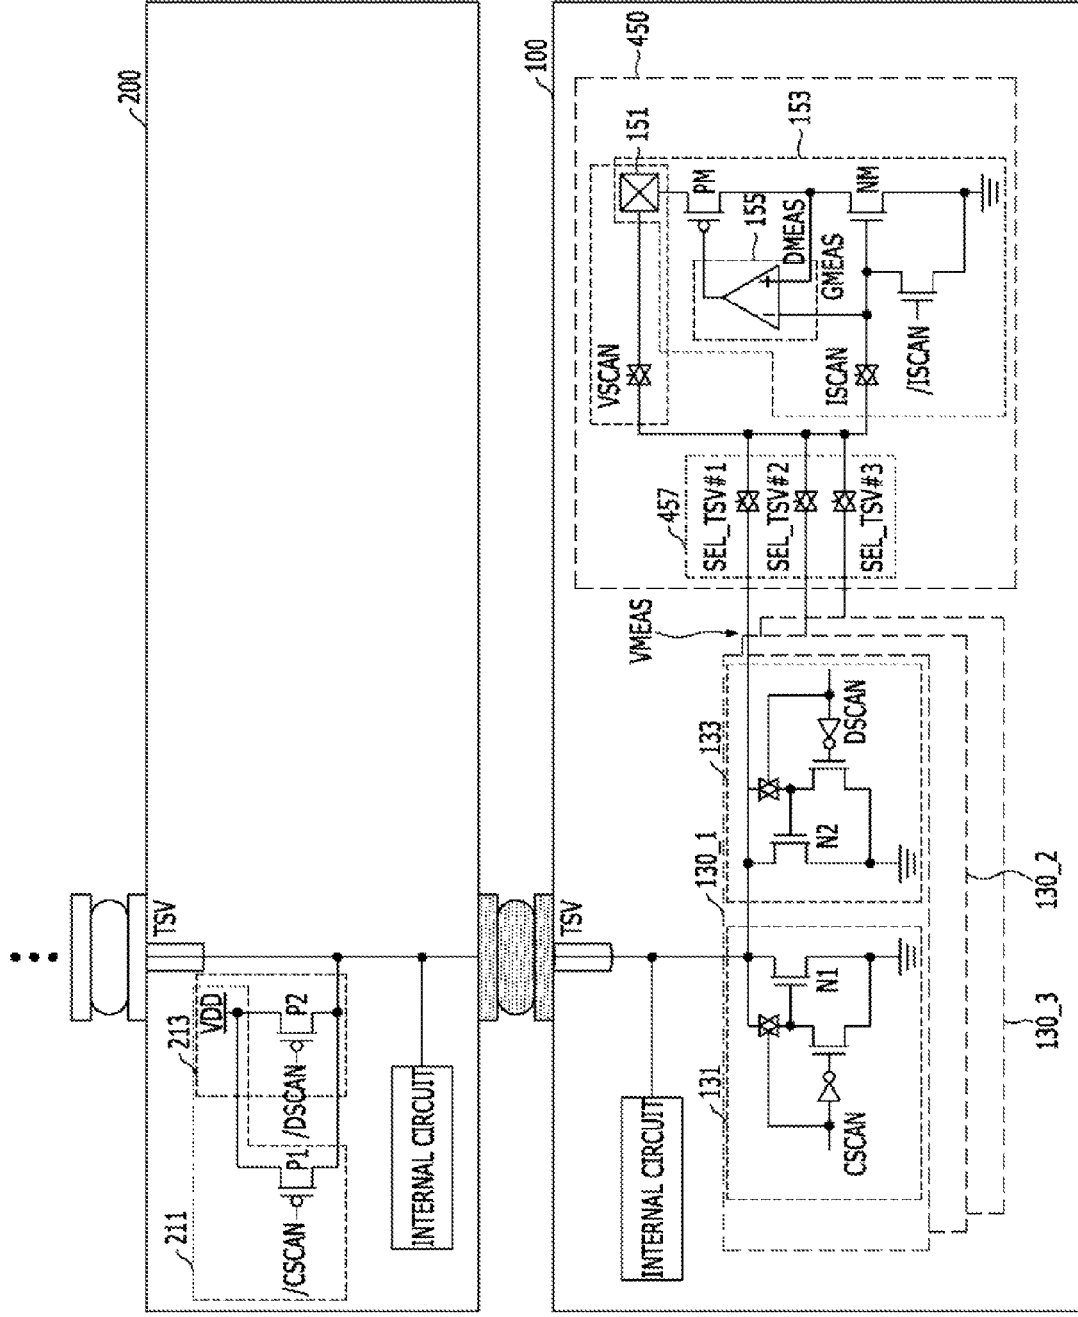 200
211
213
VDD
TSV
/CSCAN
P1
/DSCAN
P2
INTERNAL CIRCUIT
100
TSV
INTERNAL CIRCUIT
450
151
153
VSCAN
PM
155
DMEAS
GMEAS
NM
ISCAN
/ISCAN
457
SEL_TSV#1
SEL_TSV#2
SEL_TSV#3
VMEAS
130_1
131
133
N1
N2
CSCAN
DSCAN
130_2
130_3